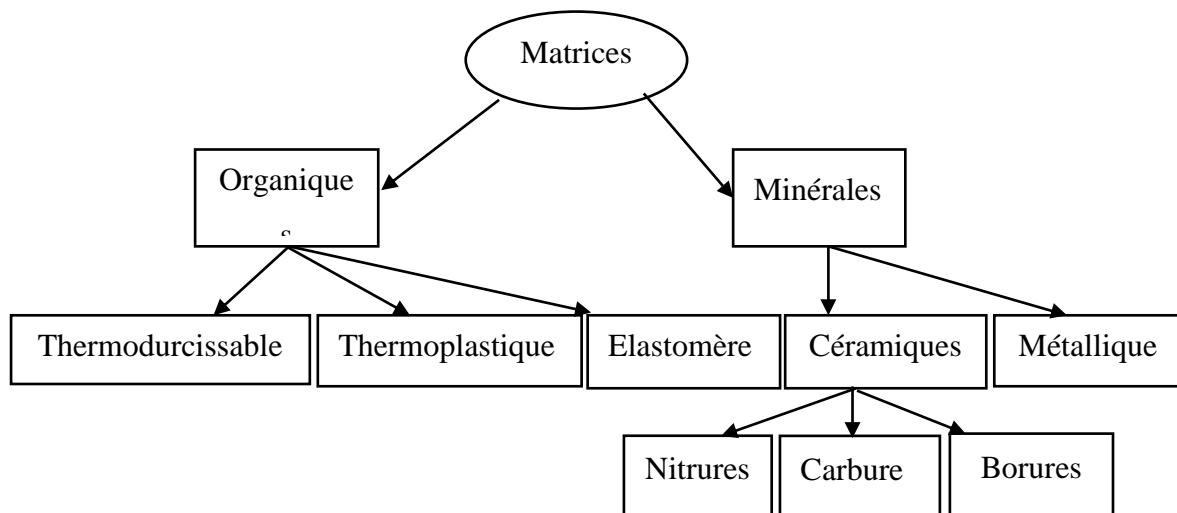 Matrices
Organique
s
Minérales
Thermodurcissable
Thermoplastique
Elastomère
Céramiques
Métallique
Nitrures
Carbure
Borures